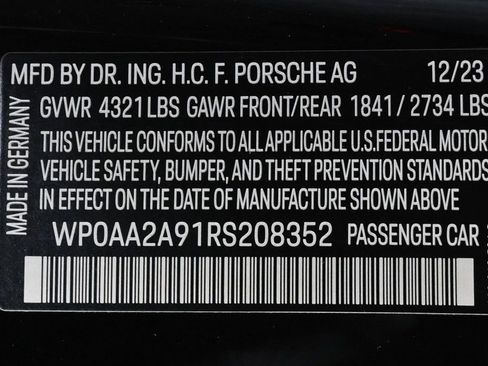 MFD BY DR. ING. H.C. F. PORSCHE AG 12/23
GVWR 4321 LBS GAWR FRONT/REAR 1841 / 2734 LBS
THIS VEHICLE CONFORMS TO ALL APPLICABLE U.S.FEDERAL MOTOR
VEHICLE SAFETY, BUMPER, AND THEFT PREVENTION STANDARDS
IN EFFECT ON THE DATE OF MANUFACTURE SHOWN ABOVE
WP0AA2A91RS208352 PASSENGER CAR
MADE IN GERMANY